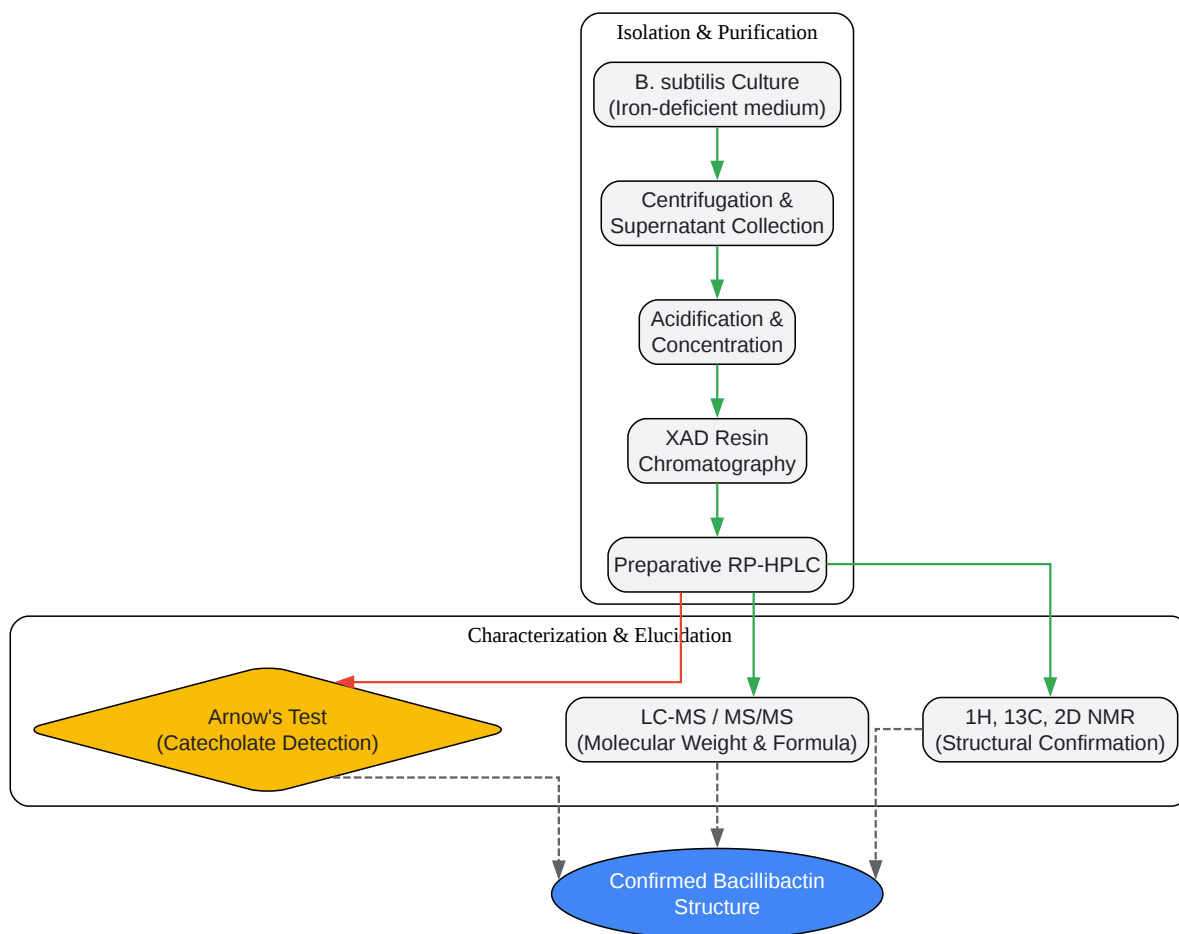 Isolation & Purification
B. subtilis Culture
(Iron-deficient medium)
Centrifugation &
Supernatant Collection
Acidification &
Concentration
XAD Resin
Chromatography
Preparative RP-HPLC
Characterization & Elucidation
Arnow's Test
(Catecholate Detection)
LC-MS / MS/MS
(Molecular Weight & Formula)
1H, 13C, 2D NMR
(Structural Confirmation)
Confirmed Bacillibactin
Structure